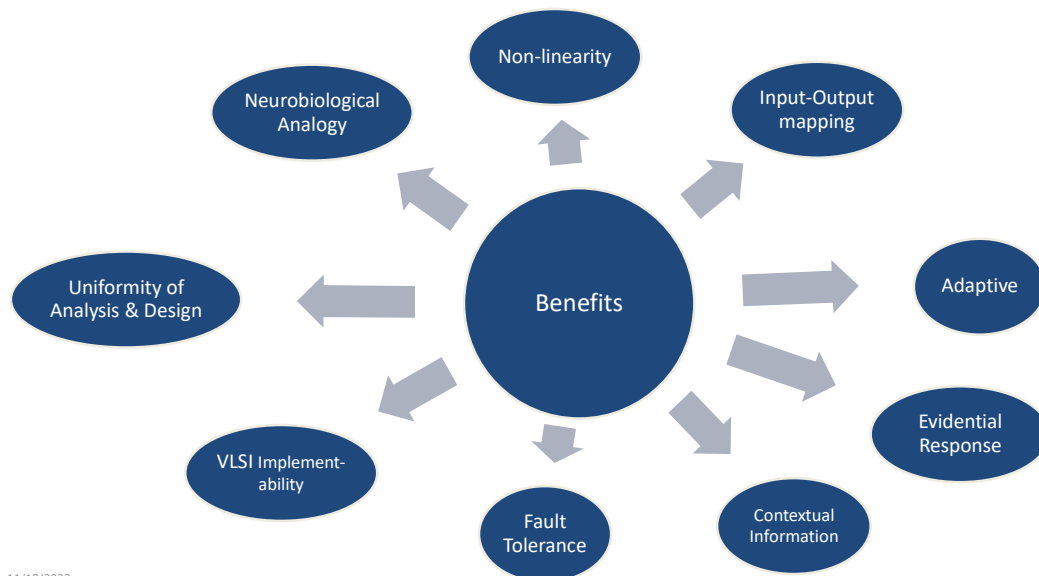 Non-linearity
Input-Output
mapping
Adaptive
Evidential
Response
Contextual
Information
Fault
Tolerance
VLSI Implement-
ability
Uniformity of
Analysis & Design
Neurobiological
Analogy
Benefits